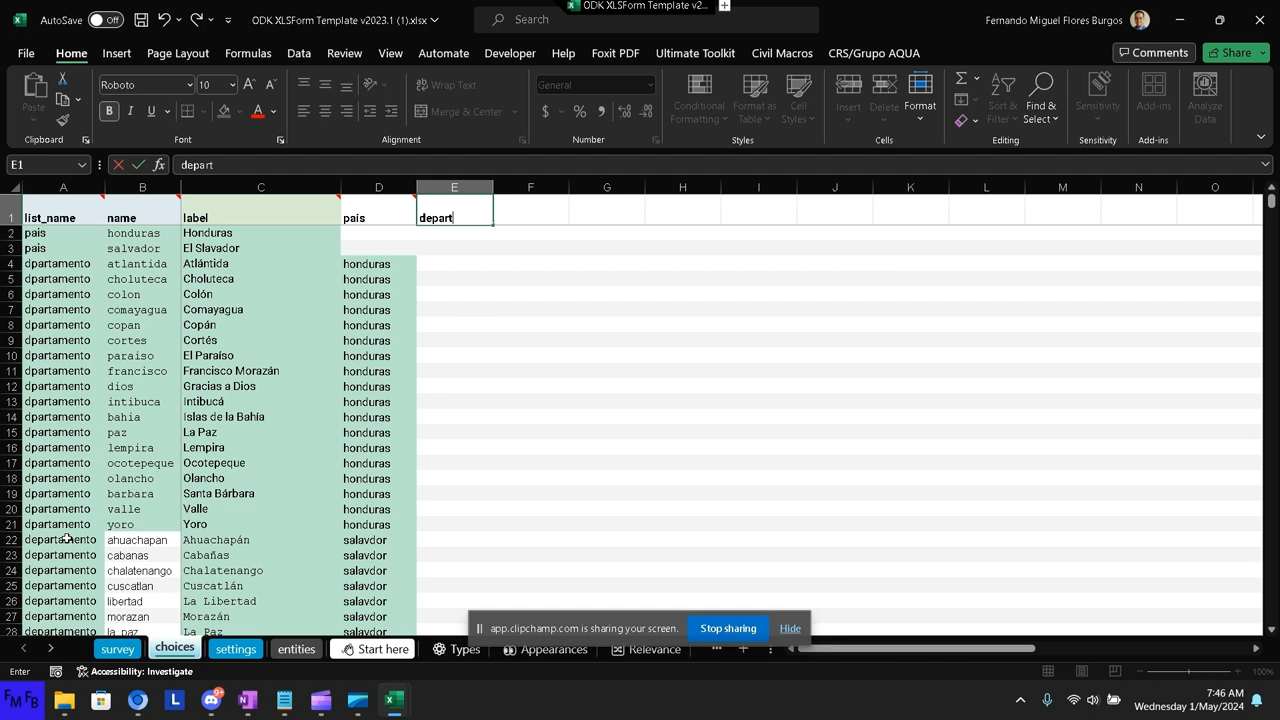 ODK XLSForm Template v2...
AutoSave Off ODK XLSForm Template v2023.1 (1).xlsx Search Fernando Miguel Flores Burgos
File Home Insert Page Layout Formulas Data Review View Automate Developer Help Foxit PDF Ultimate Toolkit Civil Macros CRS/Grupo AQUA Comments Share
Roboto 10 Wrap Text General
Paste B I U Merge & Center $ % Conditional Formatting Format as Table Cell Styles Insert Delete Format Sort & Filter Find & Select Sensitivity Add-ins Analyze Data
Clipboard Font Alignment Number Styles Cells Editing Sensitivity Add-ins
E1 fx depart
A B C D E F G H I J K L M N O
1 list_name name label pais depart
2 pais honduras Honduras
3 pais salvador El Slavador
4 dpartamento atlantida Atlántida honduras
5 dpartamento choluteca Choluteca honduras
6 dpartamento colon Colón honduras
7 dpartamento comayagua Comayagua honduras
8 dpartamento copan Copán honduras
9 dpartamento cortes Cortés honduras
10 dpartamento paraiso El Paraíso honduras
11 dpartamento francisco Francisco Morazán honduras
12 dpartamento dios Gracias a Dios honduras
13 dpartamento intibuca Intibucá honduras
14 dpartamento bahia Islas de la Bahía honduras
15 dpartamento paz La Paz honduras
16 dpartamento lempira Lempira honduras
17 dpartamento ocotepeque Ocotepeque honduras
18 dpartamento olancho Olancho honduras
19 dpartamento barbara Santa Bárbara honduras
20 dpartamento valle Valle honduras
21 dpartamento yoro Yoro honduras
22 departamento ahuachapan Ahuachapán salavdor
23 departamento cabanas Cabañas salavdor
24 departamento chalatenango Chalatenango salavdor
25 departamento cuscatlan Cuscatlán salavdor
26 departamento libertad La Libertad salavdor
27 departamento morazan Morazán salavdor
28 departamento la_paz La Paz salavdor
app.clipchamp.com is sharing your screen. Stop sharing Hide
survey choices settings entities Start here Types Appearances Relevance ...
Enter Accessibility: Investigate 100%
7:46 AM
Wednesday 1/May/2024